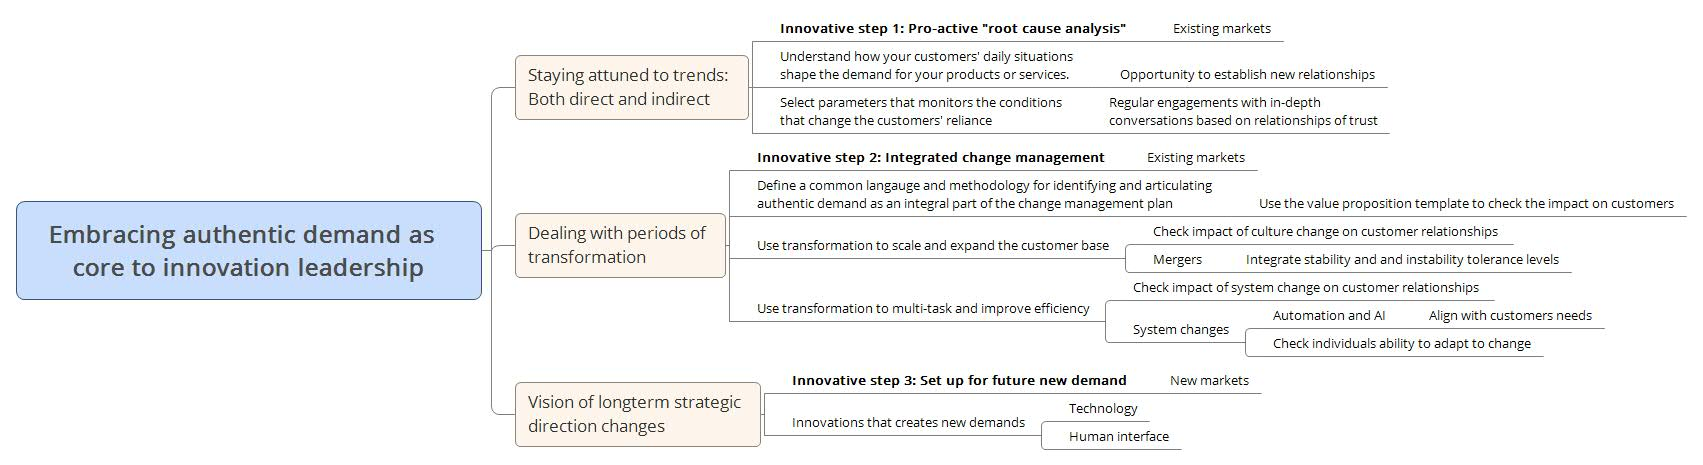 Embracing authentic demand as
core to innovation leadership
Staying attuned to trends:
Both direct and indirect
Innovative step 1: Pro-active "root cause analysis"
Existing markets
Understand how your customers' daily situations
shape the demand for your products or services.
Opportunity to establish new relationships
Select parameters that monitors the conditions
that change the customers' reliance
Regular engagements with in-depth
conversations based on relationships of trust
Dealing with periods of
transformation
Innovative step 2: Integrated change management
Existing markets
Define a common langauge and methodology for identifying and articulating
authentic demand as an integral part of the change management plan
Use the value proposition template to check the impact on customers
Use transformation to scale and expand the customer base
Check impact of culture change on customer relationships
Mergers
Integrate stability and and instability tolerance levels
Use transformation to multi-task and improve efficiency
Check impact of system change on customer relationships
System changes
Automation and AI
Align with customers needs
Check individuals ability to adapt to change
Vision of longterm strategic
direction changes
Innovative step 3: Set up for future new demand
New markets
Innovations that creates new demands
Technology
Human interface